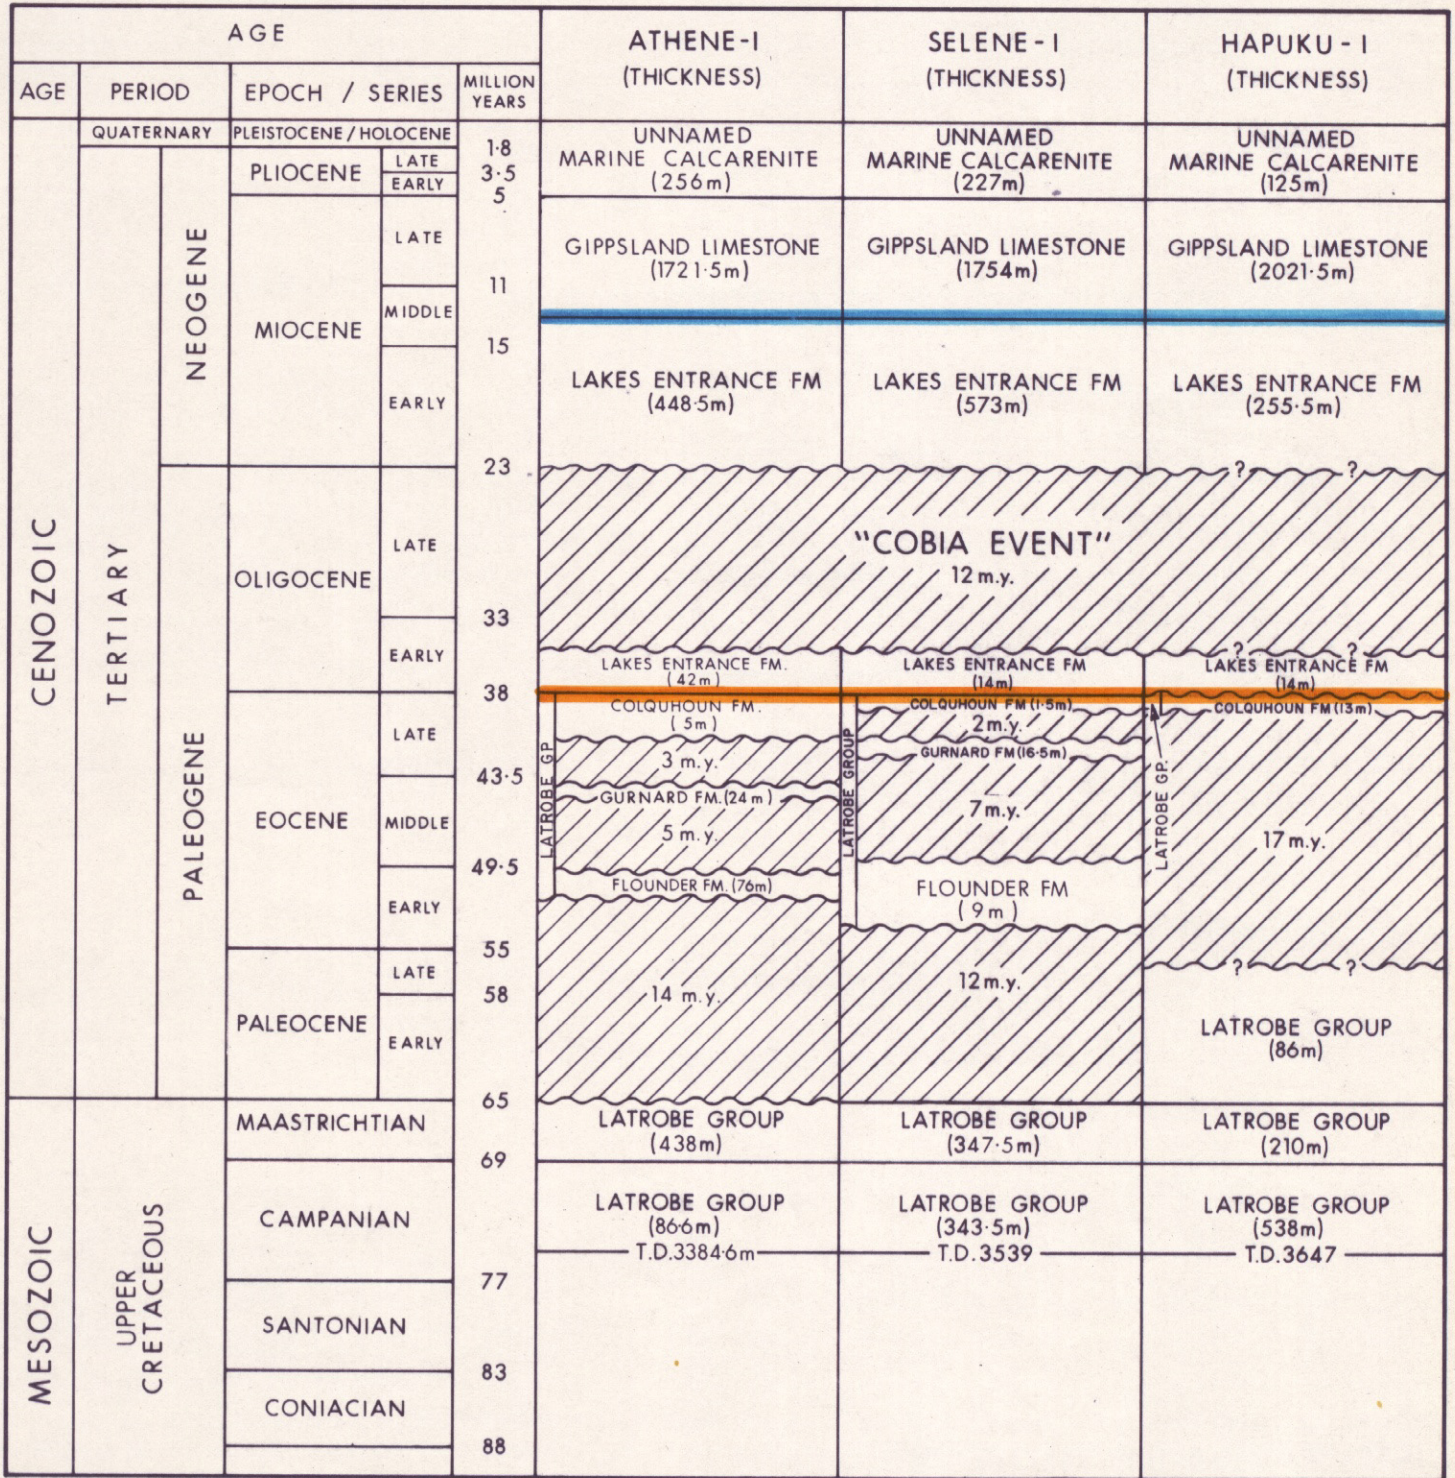 AGE
ATHENE-1
(THICKNESS)
SELENE-1
(THICKNESS)
HAPUKU-1
(THICKNESS)
AGE
PERIOD
EPOCH / SERIES
MILLION
YEARS
CENOZOIC
QUATERNARY
PLEISTOCENE/HOLOCENE
1·8
TERTIARY
NEOGENE
PLIOCENE
LATE
3·5
EARLY
5
UNNAMED
MARINE CALCARENITE
(256m)
UNNAMED
MARINE CALCARENITE
(227m)
UNNAMED
MARINE CALCARENITE
(125m)
MIOCENE
LATE
11
MIDDLE
15
EARLY
23
GIPPSLAND LIMESTONE
(1721·5m)
GIPPSLAND LIMESTONE
(1754m)
GIPPSLAND LIMESTONE
(2021·5m)
LAKES ENTRANCE FM
(448·5m)
LAKES ENTRANCE FM
(573m)
LAKES ENTRANCE FM
(255·5m)
? ?
PALEOGENE
OLIGOCENE
LATE
33
EARLY
38
"COBIA EVENT"
12 m.y.
? ?
LAKES ENTRANCE FM.
(42m)
LAKES ENTRANCE FM
(14m)
LAKES ENTRANCE FM
(14m)
EOCENE
LATE
43·5
MIDDLE
49·5
EARLY
55
LATROBE GP
COLQUHOUN FM.
(5m)
3 m.y.
GURNARD FM.(24m)
5 m.y.
FLOUNDER FM.(76m)
14 m.y.
LATROBE GROUP
COLQUHOUN FM(1·5m)
2m.y.
GURNARD FM(16·5m)
7m.y.
FLOUNDER FM
(9m)
12m.y.
LATROBE GP.
COLQUHOUN FM(13m)
17m.y.
? ?
LATROBE GROUP
(86m)
PALEOCENE
LATE
58
EARLY
65
MESOZOIC
UPPER
CRETACEOUS
MAASTRICHTIAN
69
LATROBE GROUP
(438m)
LATROBE GROUP
(347·5m)
LATROBE GROUP
(210m)
CAMPANIAN
77
LATROBE GROUP
(86·6m)
T.D.3384·6m
LATROBE GROUP
(343·5m)
T.D.3539
LATROBE GROUP
(538m)
T.D.3647
SANTONIAN
83
CONIACIAN
88